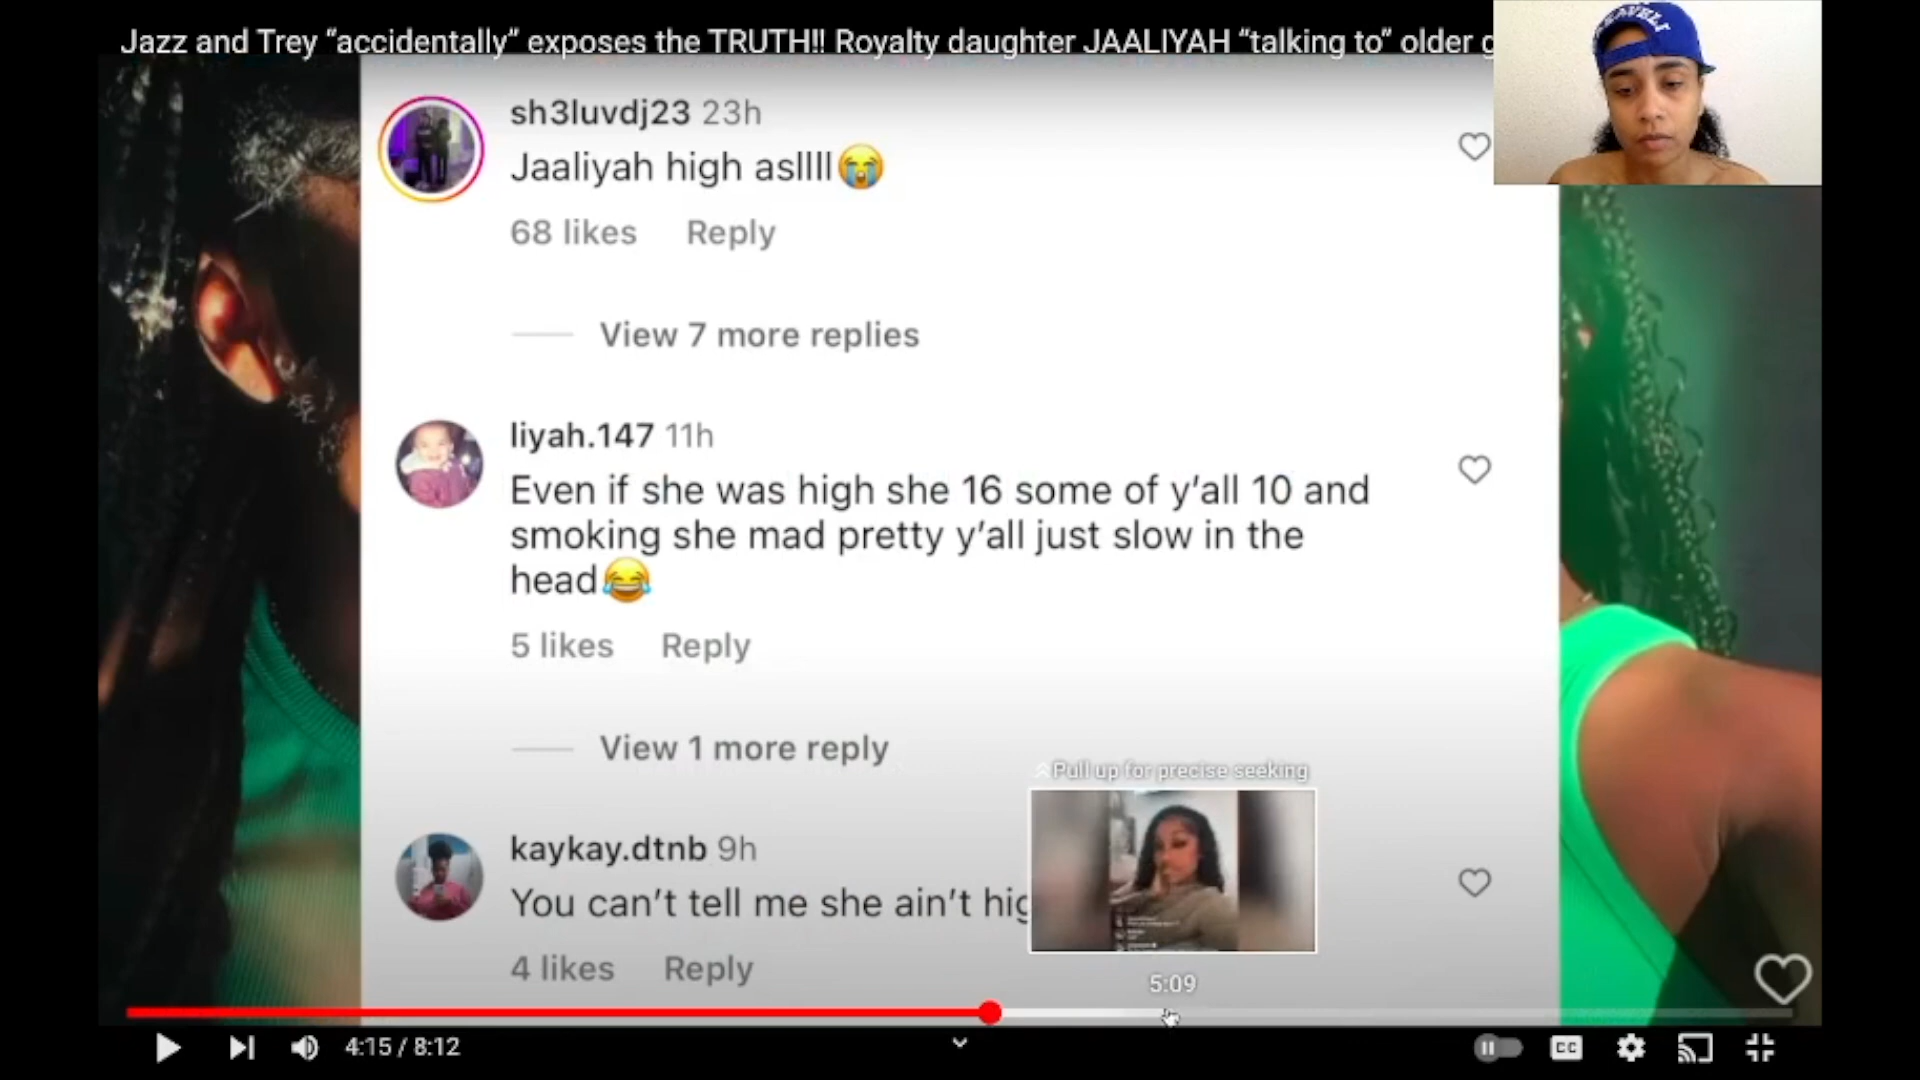 Jazz and Trey “accidentally” exposes the TRUTH!! Royalty daughter JAALIYAH “talking to” older g
sh3luvdj23 23h
Jaaliyah high asllll😭
68 likes Reply
View 7 more replies
liyah.147 11h
Even if she was high she 16 some of y’all 10 and
smoking she mad pretty y’all just slow in the
head😂
5 likes Reply
View 1 more reply
Pull up for precise seeking
kaykay.dtnb 9h
You can’t tell me she ain’t hig
4 likes Reply
5:09
4:15 / 8:12
CC